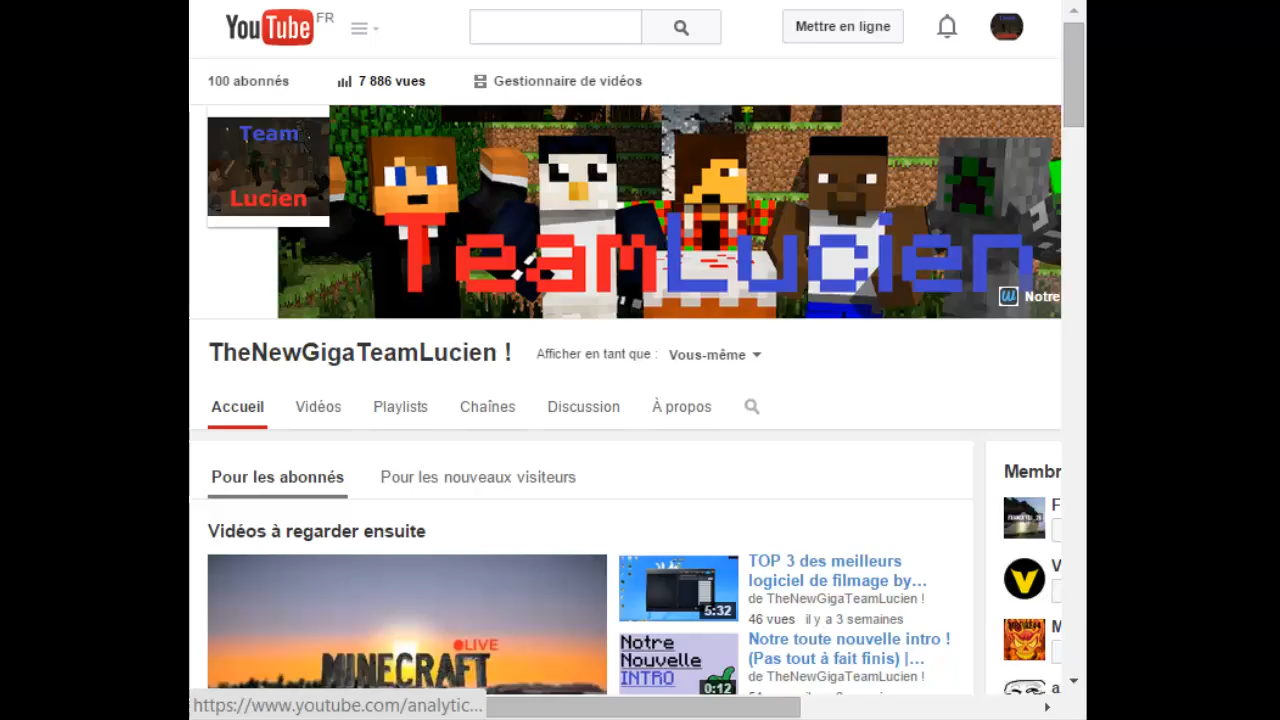 YouTube FR
Mettre en ligne
100 abonnés
7 886 vues
Gestionnaire de vidéos
Team
Lucien
TeamLucien
Notre
TheNewGigaTeamLucien !
Afficher en tant que :
Vous-même
Accueil
Vidéos
Playlists
Chaînes
Discussion
À propos
Pour les abonnés
Pour les nouveaux visiteurs
Vidéos à regarder ensuite
LIVE
MINECRAFT
5:32
TOP 3 des meilleurs
logiciel de filmage by…
de TheNewGigaTeamLucien !
46 vues il y a 3 semaines
Notre
Nouvelle
INTRO
0:12
Notre toute nouvelle intro !
(Pas tout à fait finis) |…
de TheNewGigaTeamLucien !
Membr
F
V
M
a
https://www.youtube.com/analytic...